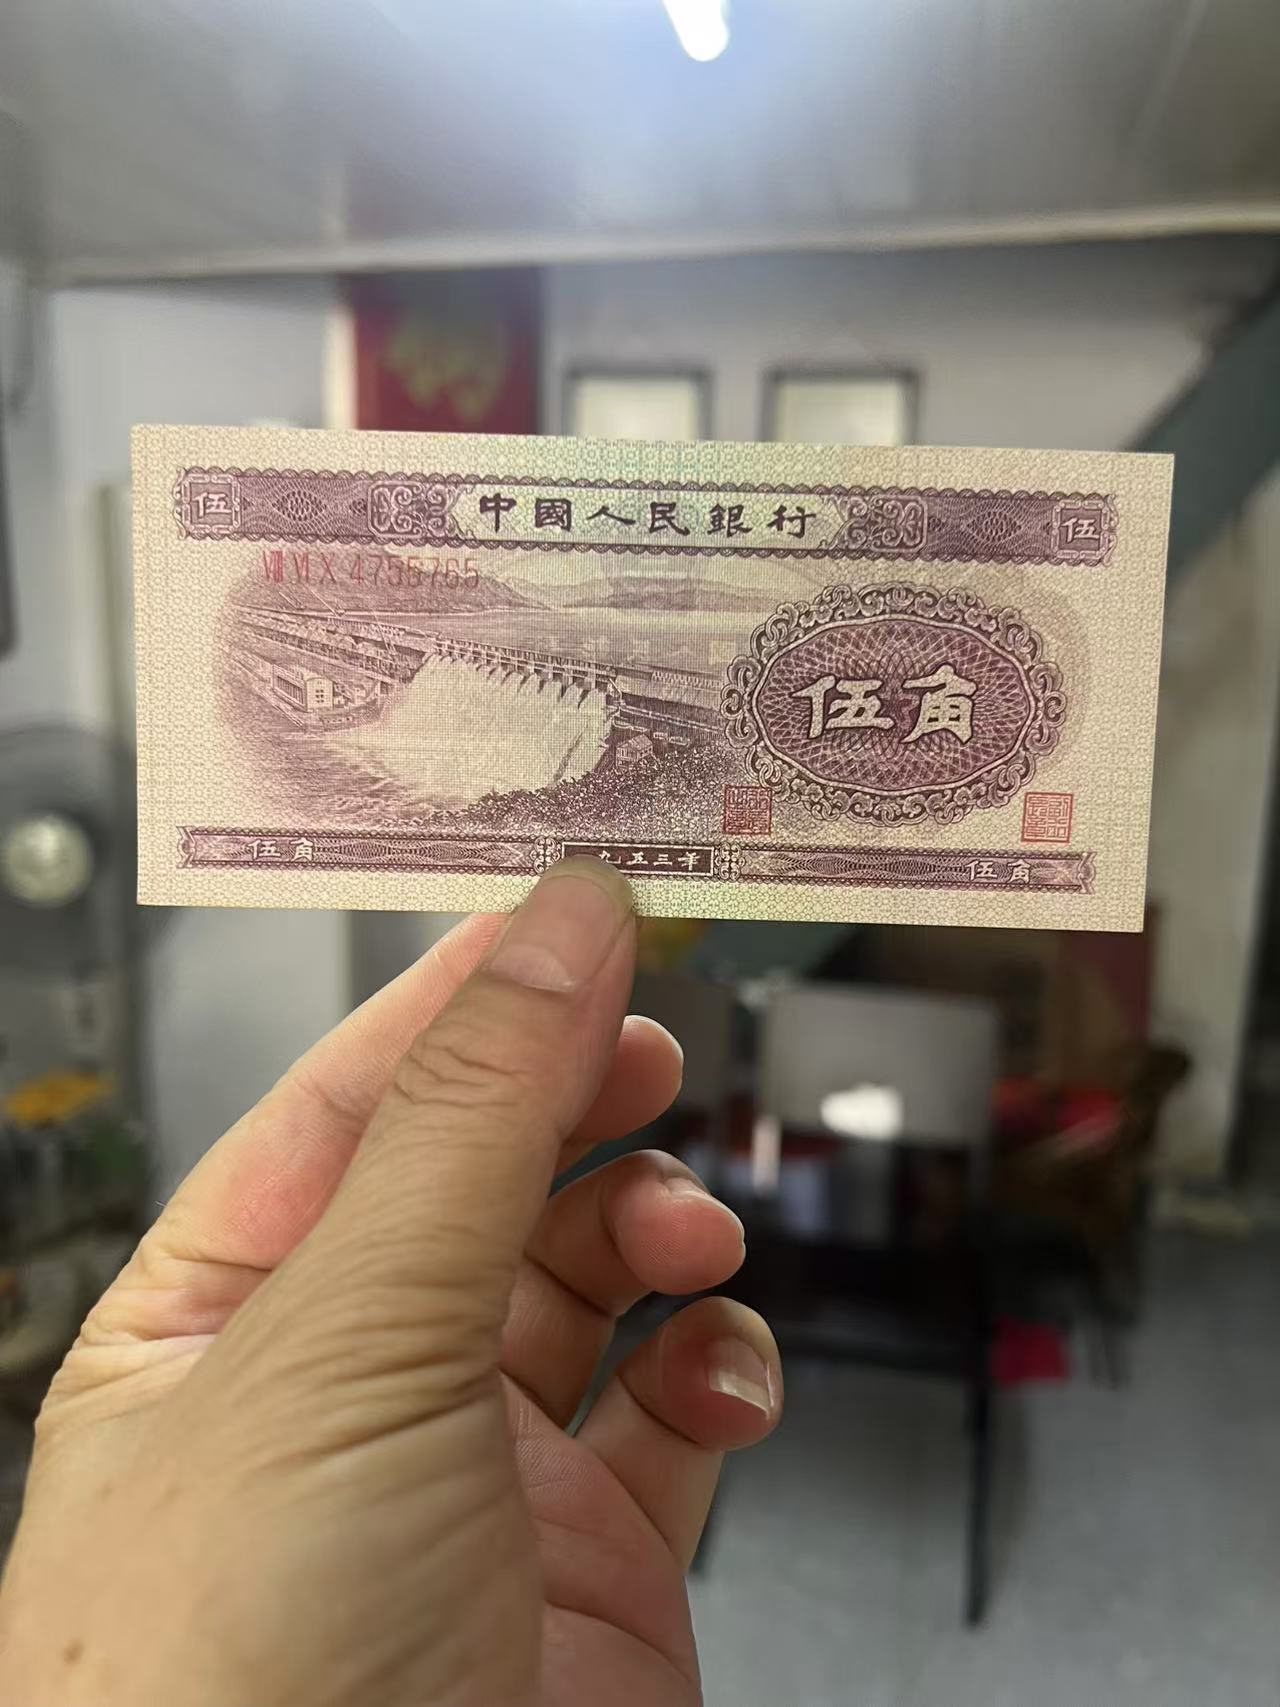 伍 中國人民銀行 伍
VIII VI X 4755765
伍角
伍角 九五三年 伍角